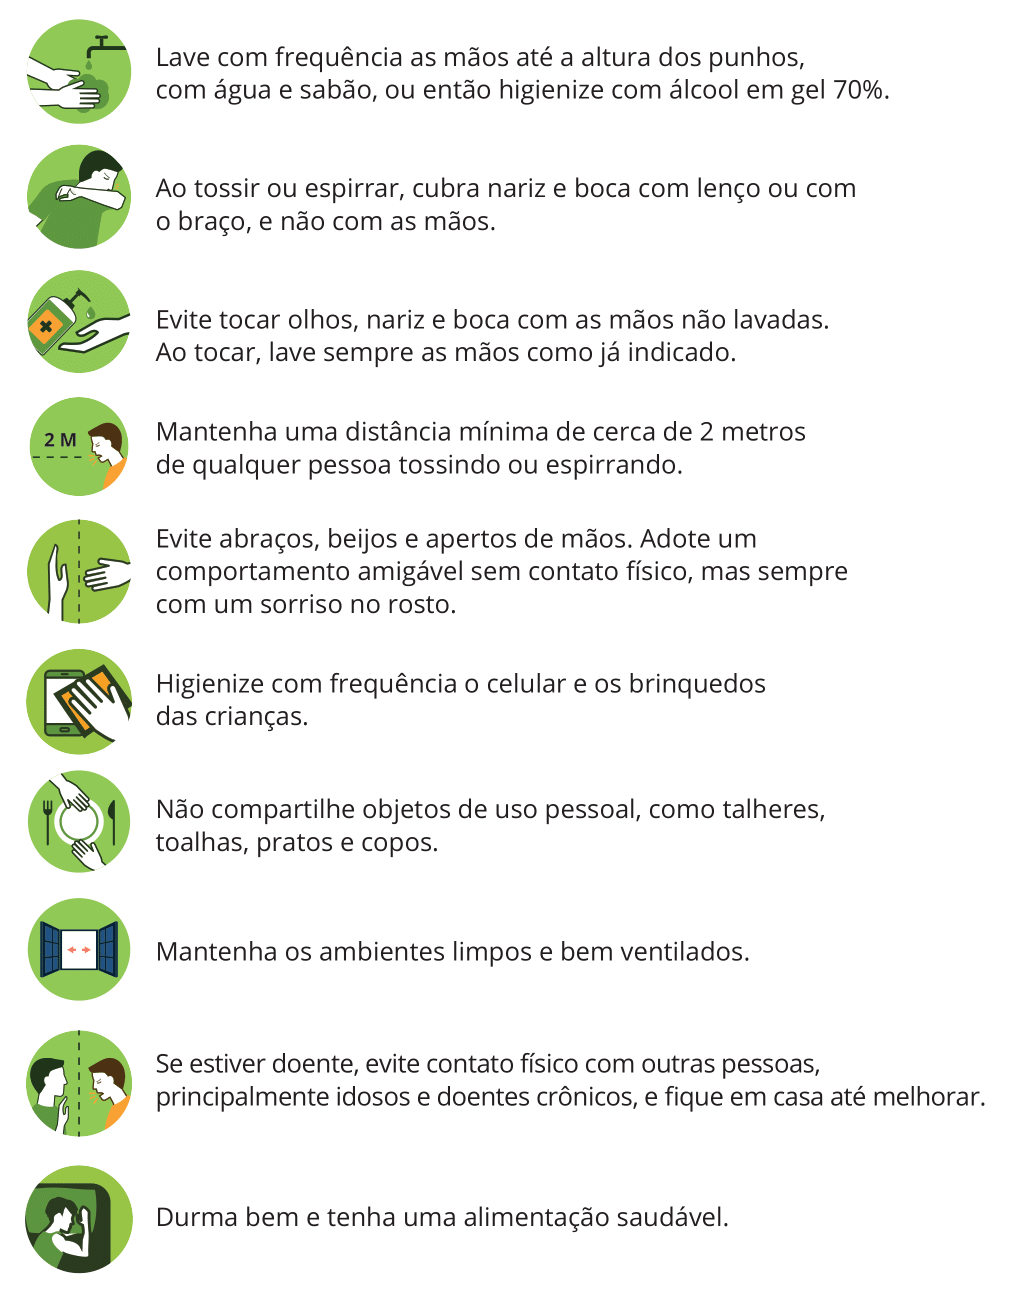 Lave com frequência as mãos até a altura dos punhos,
com água e sabão, ou então higienize com álcool em gel 70%.
Ao tossir ou espirrar, cubra nariz e boca com lenço ou com
o braço, e não com as mãos.
Evite tocar olhos, nariz e boca com as mãos não lavadas.
Ao tocar, lave sempre as mãos como já indicado.
2 M
Mantenha uma distância mínima de cerca de 2 metros
de qualquer pessoa tossindo ou espirrando.
Evite abraços, beijos e apertos de mãos. Adote um
comportamento amigável sem contato físico, mas sempre
com um sorriso no rosto.
Higienize com frequência o celular e os brinquedos
das crianças.
Não compartilhe objetos de uso pessoal, como talheres,
toalhas, pratos e copos.
Mantenha os ambientes limpos e bem ventilados.
Se estiver doente, evite contato físico com outras pessoas,
principalmente idosos e doentes crônicos, e fique em casa até melhorar.
Durma bem e tenha uma alimentação saudável.